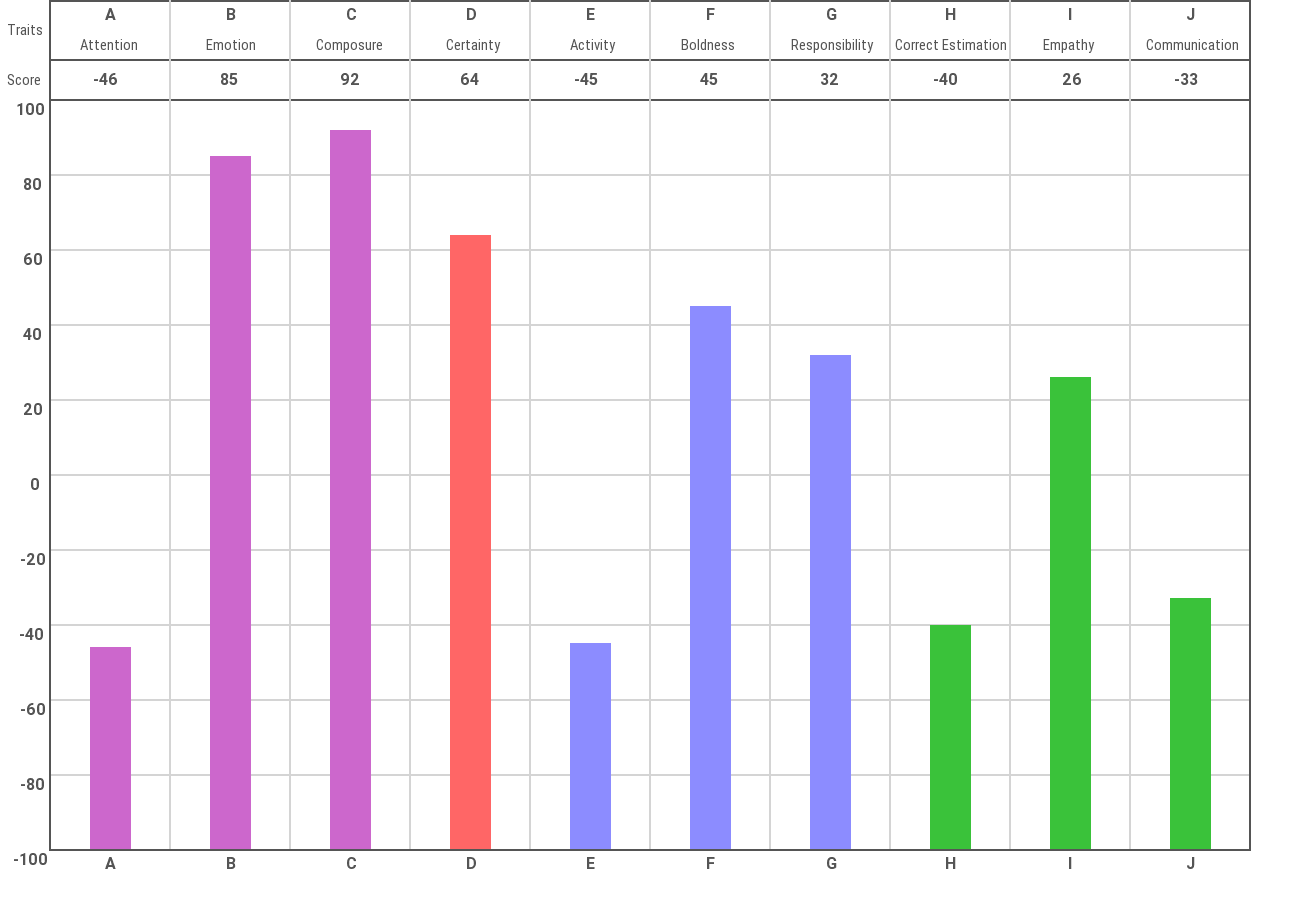 A B C D E F G H I J
Traits
Attention Emotion Composure Certainty Activity Boldness Responsibility Correct Estimation Empathy Communication
Score -46 85 92 64 -45 45 32 -40 26 -33
100
80
60
40
20
0
-20
-40
-60
-80
-100
A B C D E F G H I J